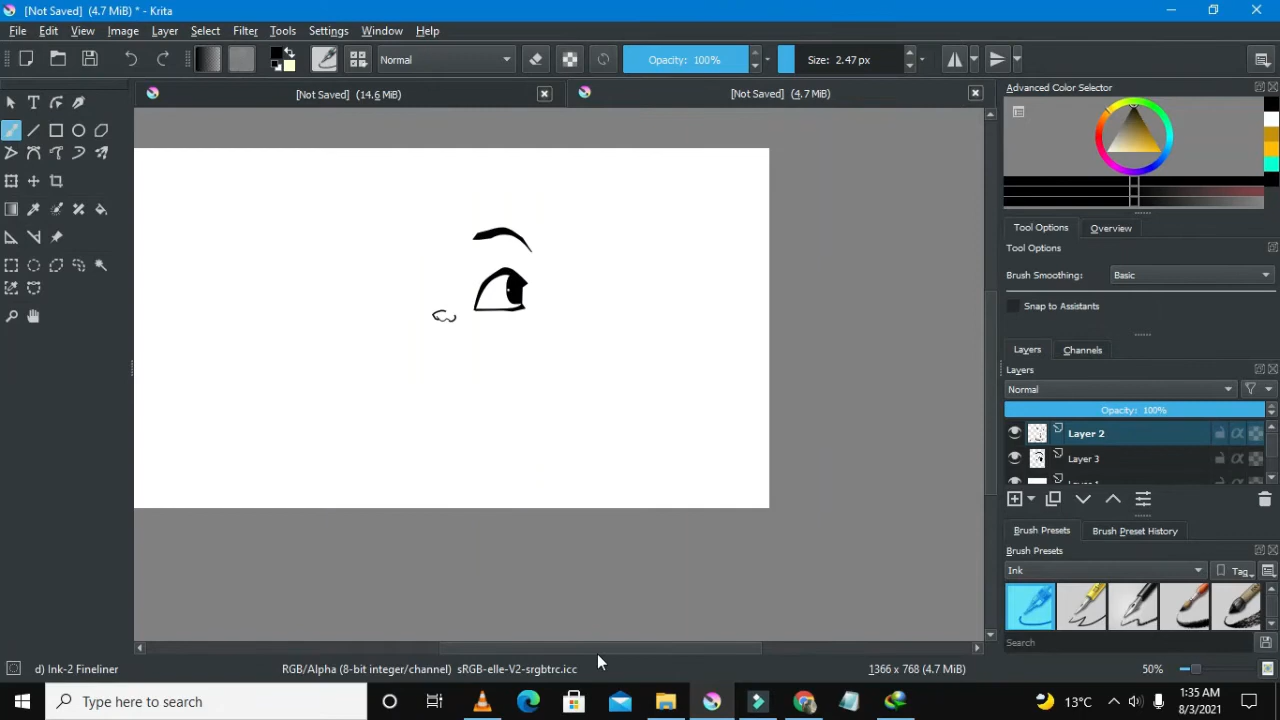 [Not Saved] (4.7 MiB) * - Krita
File Edit View Image Layer Select Filter Tools Settings Window Help
Normal
Opacity: 100%
Size: 2.47 px
[Not Saved] (14.6 MiB)
[Not Saved] (4.7 MiB)
Advanced Color Selector
Tool Options Overview
Tool Options
Brush Smoothing: Basic
Snap to Assistants
Layers Channels
Layers
Normal
Opacity: 100%
Layer 2
Layer 3
Brush Presets Brush Preset History
Brush Presets
Ink Tag
Search
d) Ink-2 Fineliner
RGB/Alpha (8-bit integer/channel) sRGB-elle-V2-srgbtrc.icc
1366 x 768 (4.7 MiB)
50%
Type here to search
13°C
1:35 AM
8/3/2021